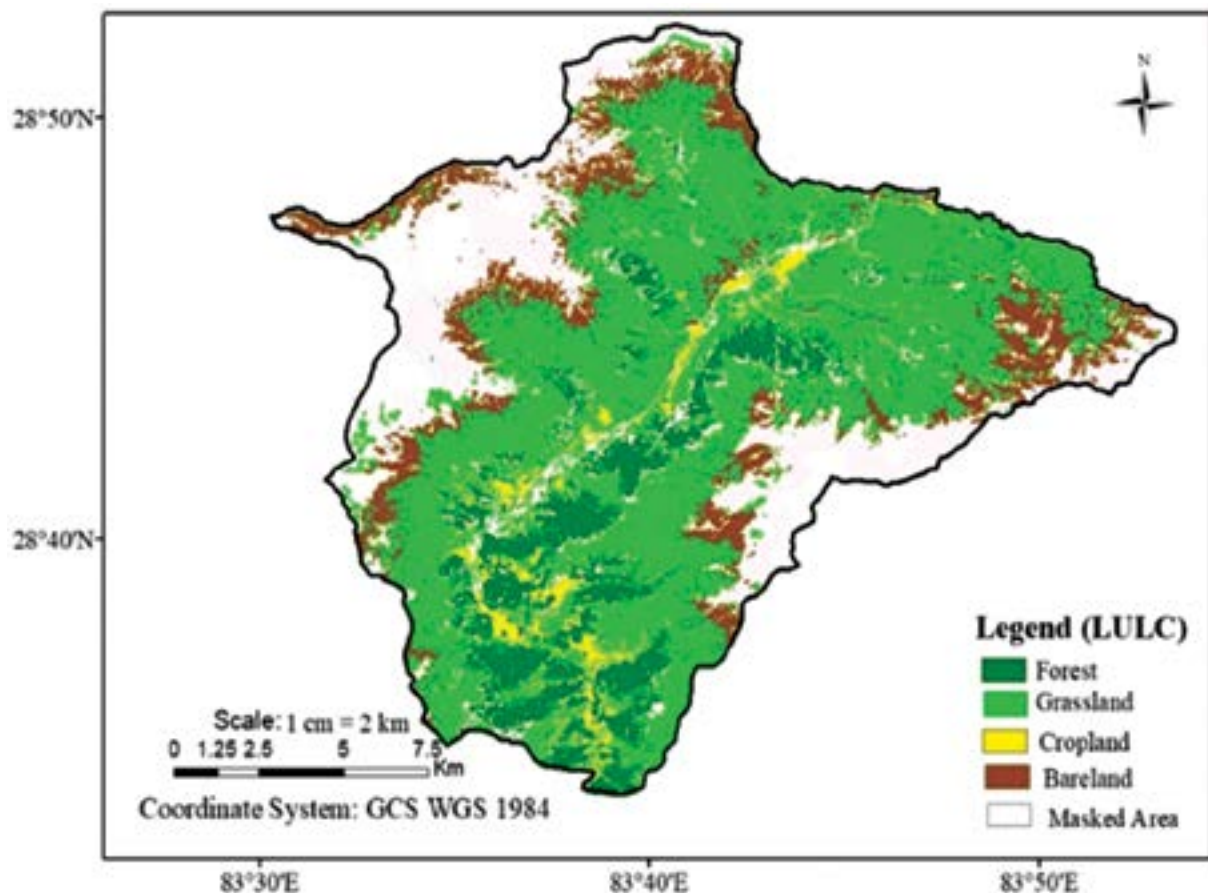 N
28°50'N
28°40'N
Legend (LULC)
Forest
Grassland
Cropland
Bareland
Masked Area
Scale: 1 cm = 2 km
0 1.25 2.5 5 7.5
Km
Coordinate System: GCS WGS 1984
83°30'E 83°40'E 83°50'E